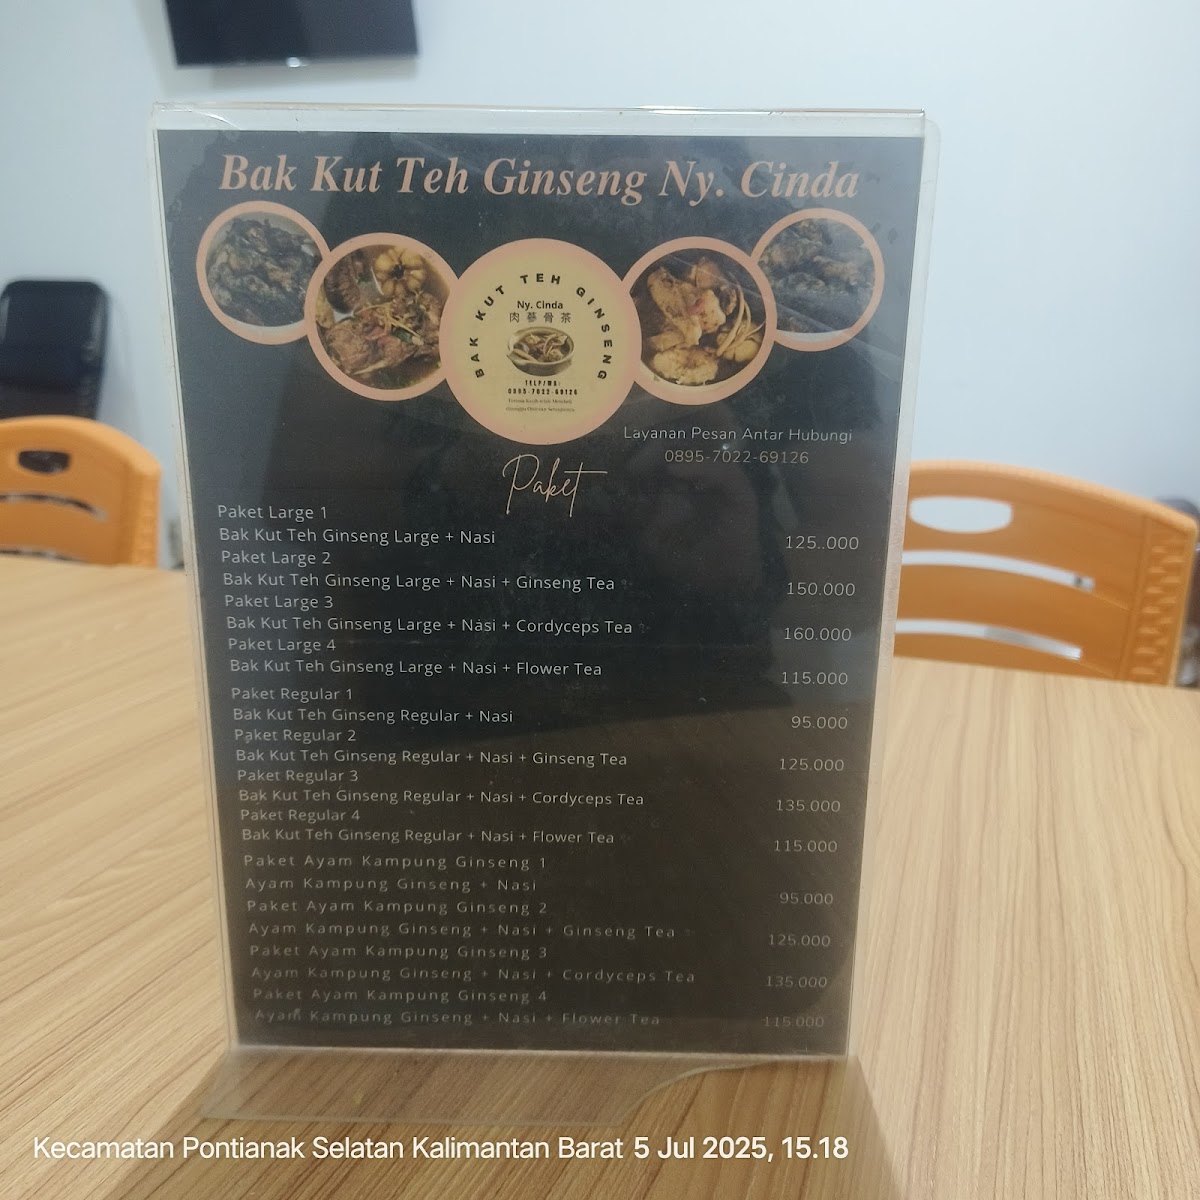 Bak Kut Teh Ginseng Ny. Cinda
BAK KUT TEH GINSENG
Ny. Cinda
肉蔘骨茶
TELP/WA:
0895-7022-69126
Layanan Pesan Antar Hubungi
0895-7022-69126
Paket
Paket Large 1
Bak Kut Teh Ginseng Large + Nasi 125..000
Paket Large 2
Bak Kut Teh Ginseng Large + Nasi + Ginseng Tea 150.000
Paket Large 3
Bak Kut Teh Ginseng Large + Nasi + Cordyceps Tea 160.000
Paket Large 4
Bak Kut Teh Ginseng Large + Nasi + Flower Tea 115.000
Paket Regular 1
Bak Kut Teh Ginseng Regular + Nasi 95.000
Paket Regular 2
Bak Kut Teh Ginseng Regular + Nasi + Ginseng Tea 125.000
Paket Regular 3
Bak Kut Teh Ginseng Regular + Nasi + Cordyceps Tea 135.000
Paket Regular 4
Bak Kut Teh Ginseng Regular + Nasi + Flower Tea 115.000
Paket Ayam Kampung Ginseng 1
Ayam Kampung Ginseng + Nasi 95.000
Paket Ayam Kampung Ginseng 2
Ayam Kampung Ginseng + Nasi + Ginseng Tea 125.000
Paket Ayam Kampung Ginseng 3
Ayam Kampung Ginseng + Nasi + Cordyceps Tea 135.000
Paket Ayam Kampung Ginseng 4
Ayam Kampung Ginseng + Nasi + Flower Tea 115.000
Kecamatan Pontianak Selatan Kalimantan Barat 5 Jul 2025, 15.18